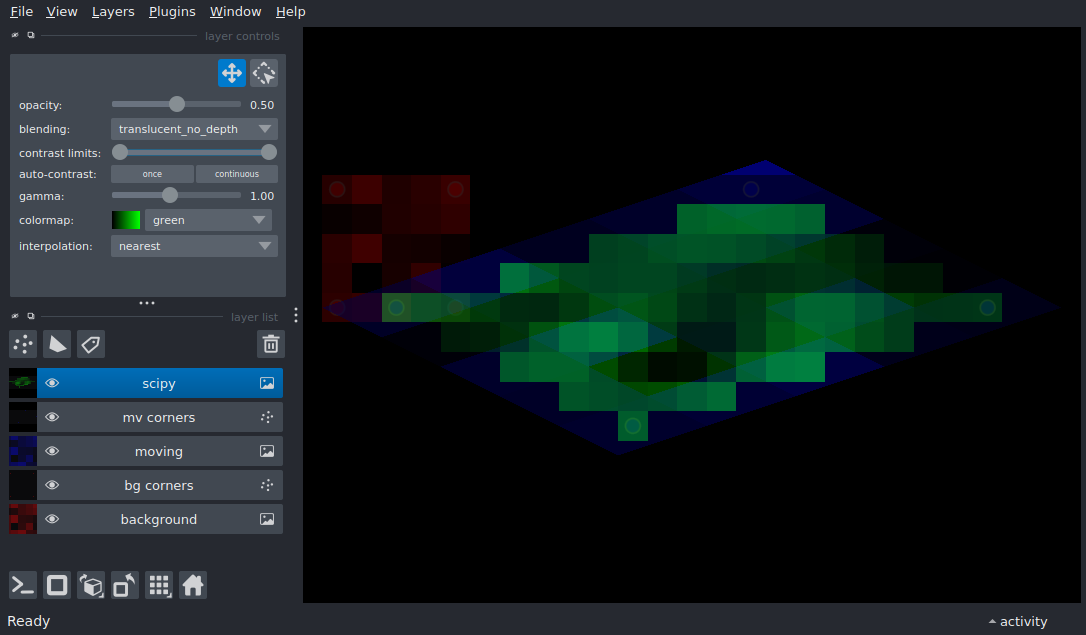 File View Layers Plugins Window Help
layer controls
opacity: 0.50
blending: translucent_no_depth
contrast limits:
auto-contrast: once continuous
gamma: 1.00
colormap: green
interpolation: nearest
layer list
scipy
mv corners
moving
bg corners
background
Ready activity